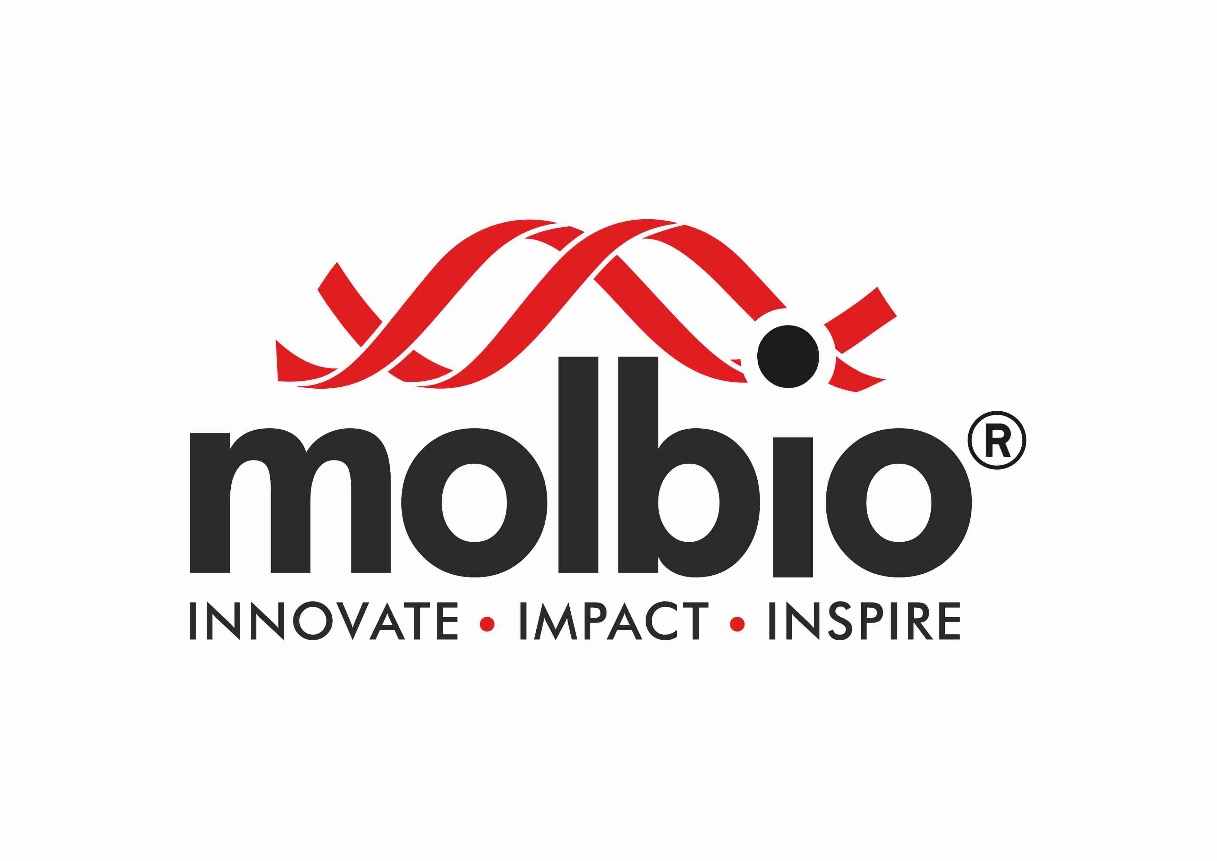 molbio®
INNOVATE • IMPACT • INSPIRE